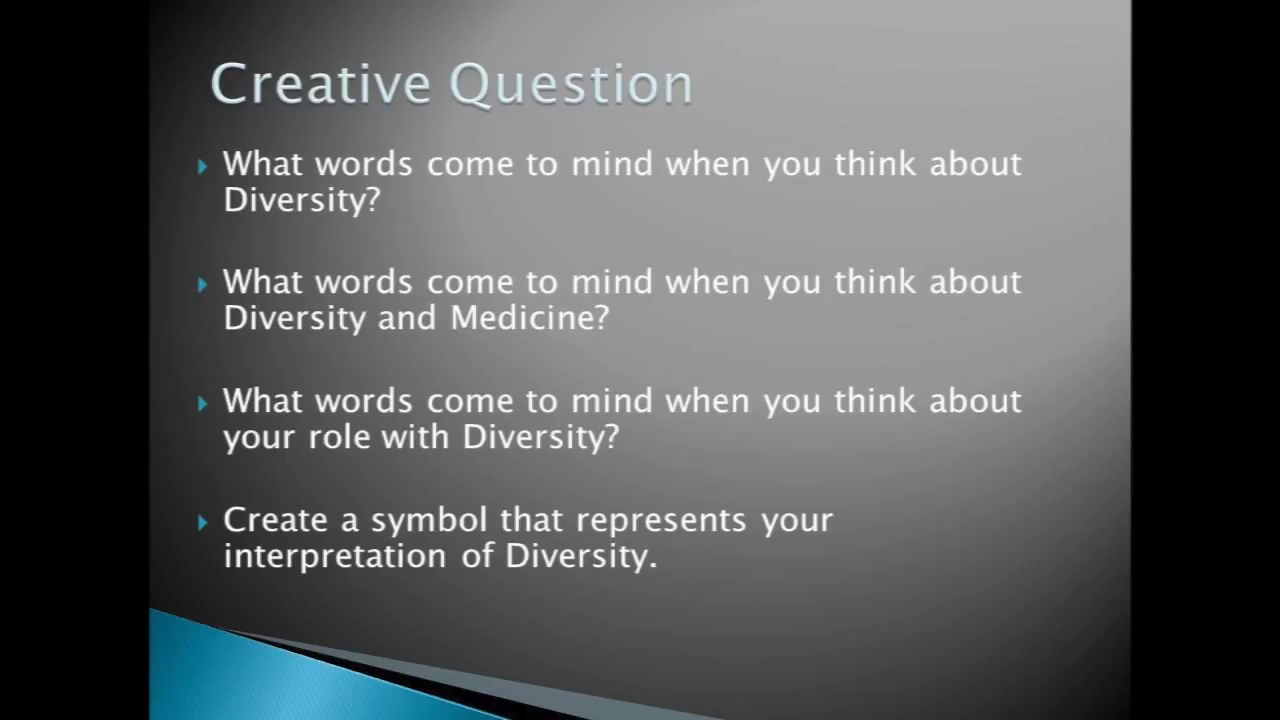 Creative Question
What words come to mind when you think about
Diversity?
What words come to mind when you think about
Diversity and Medicine?
What words come to mind when you think about
your role with Diversity?
Create a symbol that represents your
interpretation of Diversity.